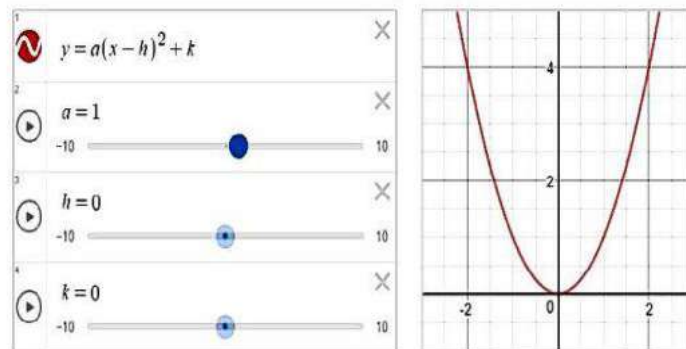 1
y = a(x − h)² + k
2
a = 1
-10 10
3
h = 0
-10 10
4
k = 0
-10 10
4
2
-2 0 2